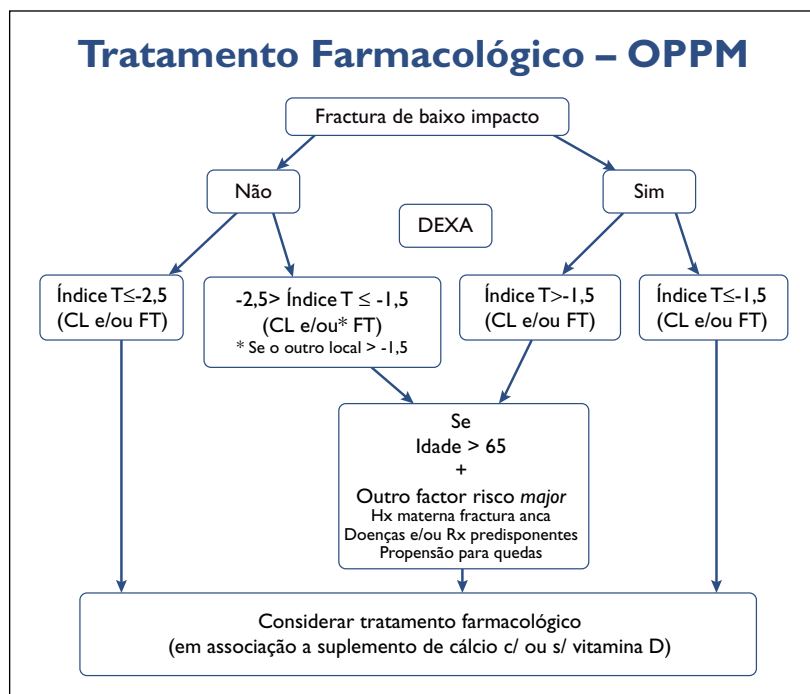 Tratamento Farmacológico – OPPM
Fractura de baixo impacto
Não
Sim
DEXA
Índice T≤-2,5
(CL e/ou FT)
-2,5> Índice T ≤ -1,5
(CL e/ou* FT)
* Se o outro local > -1,5
Índice T>-1,5
(CL e/ou FT)
Índice T≤-1,5
(CL e/ou FT)
Se
Idade > 65
+
Outro factor risco major
Hx materna fractura anca
Doenças e/ou Rx predisponentes
Propensão para quedas
Considerar tratamento farmacológico
(em associação a suplemento de cálcio c/ ou s/ vitamina D)